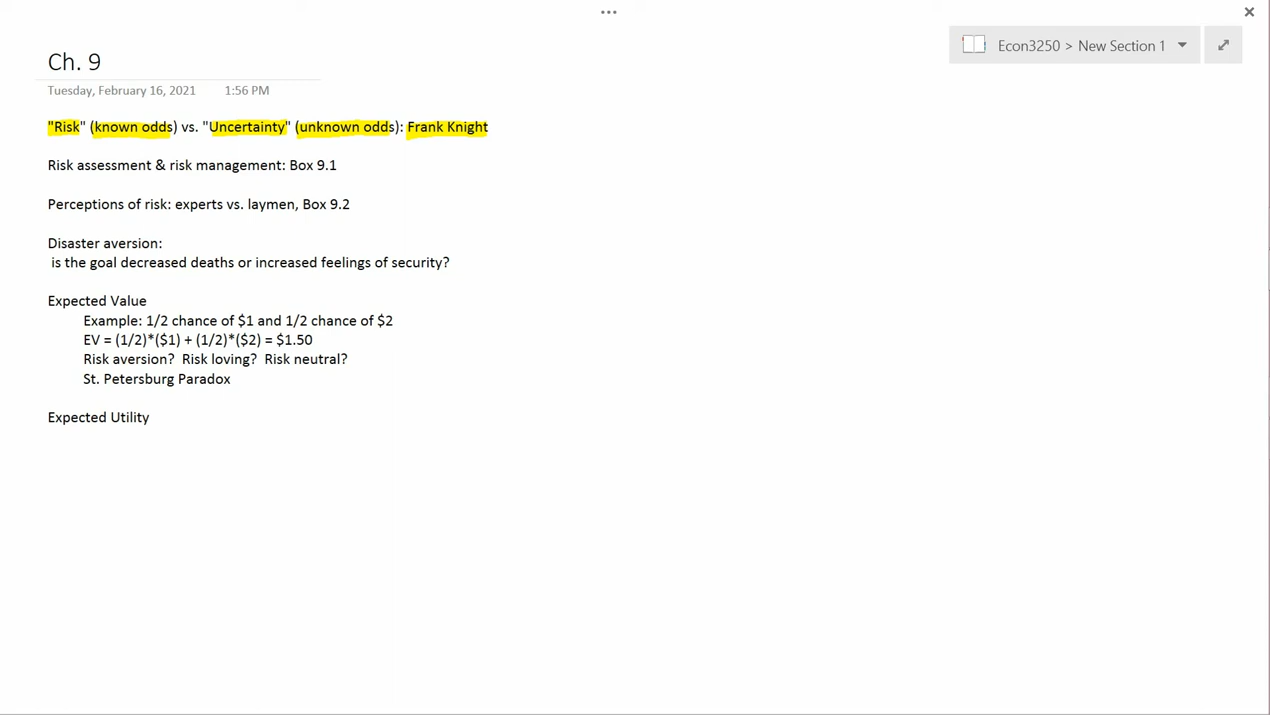 Econ3250 > New Section 1
Ch. 9
Tuesday, February 16, 2021 1:56 PM
"Risk" (known odds) vs. "Uncertainty" (unknown odds): Frank Knight
Risk assessment & risk management: Box 9.1
Perceptions of risk: experts vs. laymen, Box 9.2
Disaster aversion:
is the goal decreased deaths or increased feelings of security?
Expected Value
Example: 1/2 chance of $1 and 1/2 chance of $2
EV = (1/2)*($1) + (1/2)*($2) = $1.50
Risk aversion? Risk loving? Risk neutral?
St. Petersburg Paradox
Expected Utility